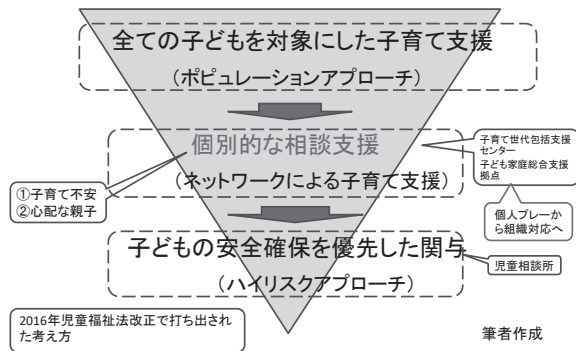 全ての子どもを対象にした子育て支援
（ポピュレーションアプローチ）
個別的な相談支援
（ネットワークによる子育て支援）
子育て世代包括支援
センター
子ども家庭総合支援
拠点
①子育て不安
②心配な親子
個人プレーか
ら組織対応へ
子どもの安全確保を優先した関与
（ハイリスクアプローチ）
児童相談所
2016年児童福祉法改正で打ち出され
た考え方
筆者作成